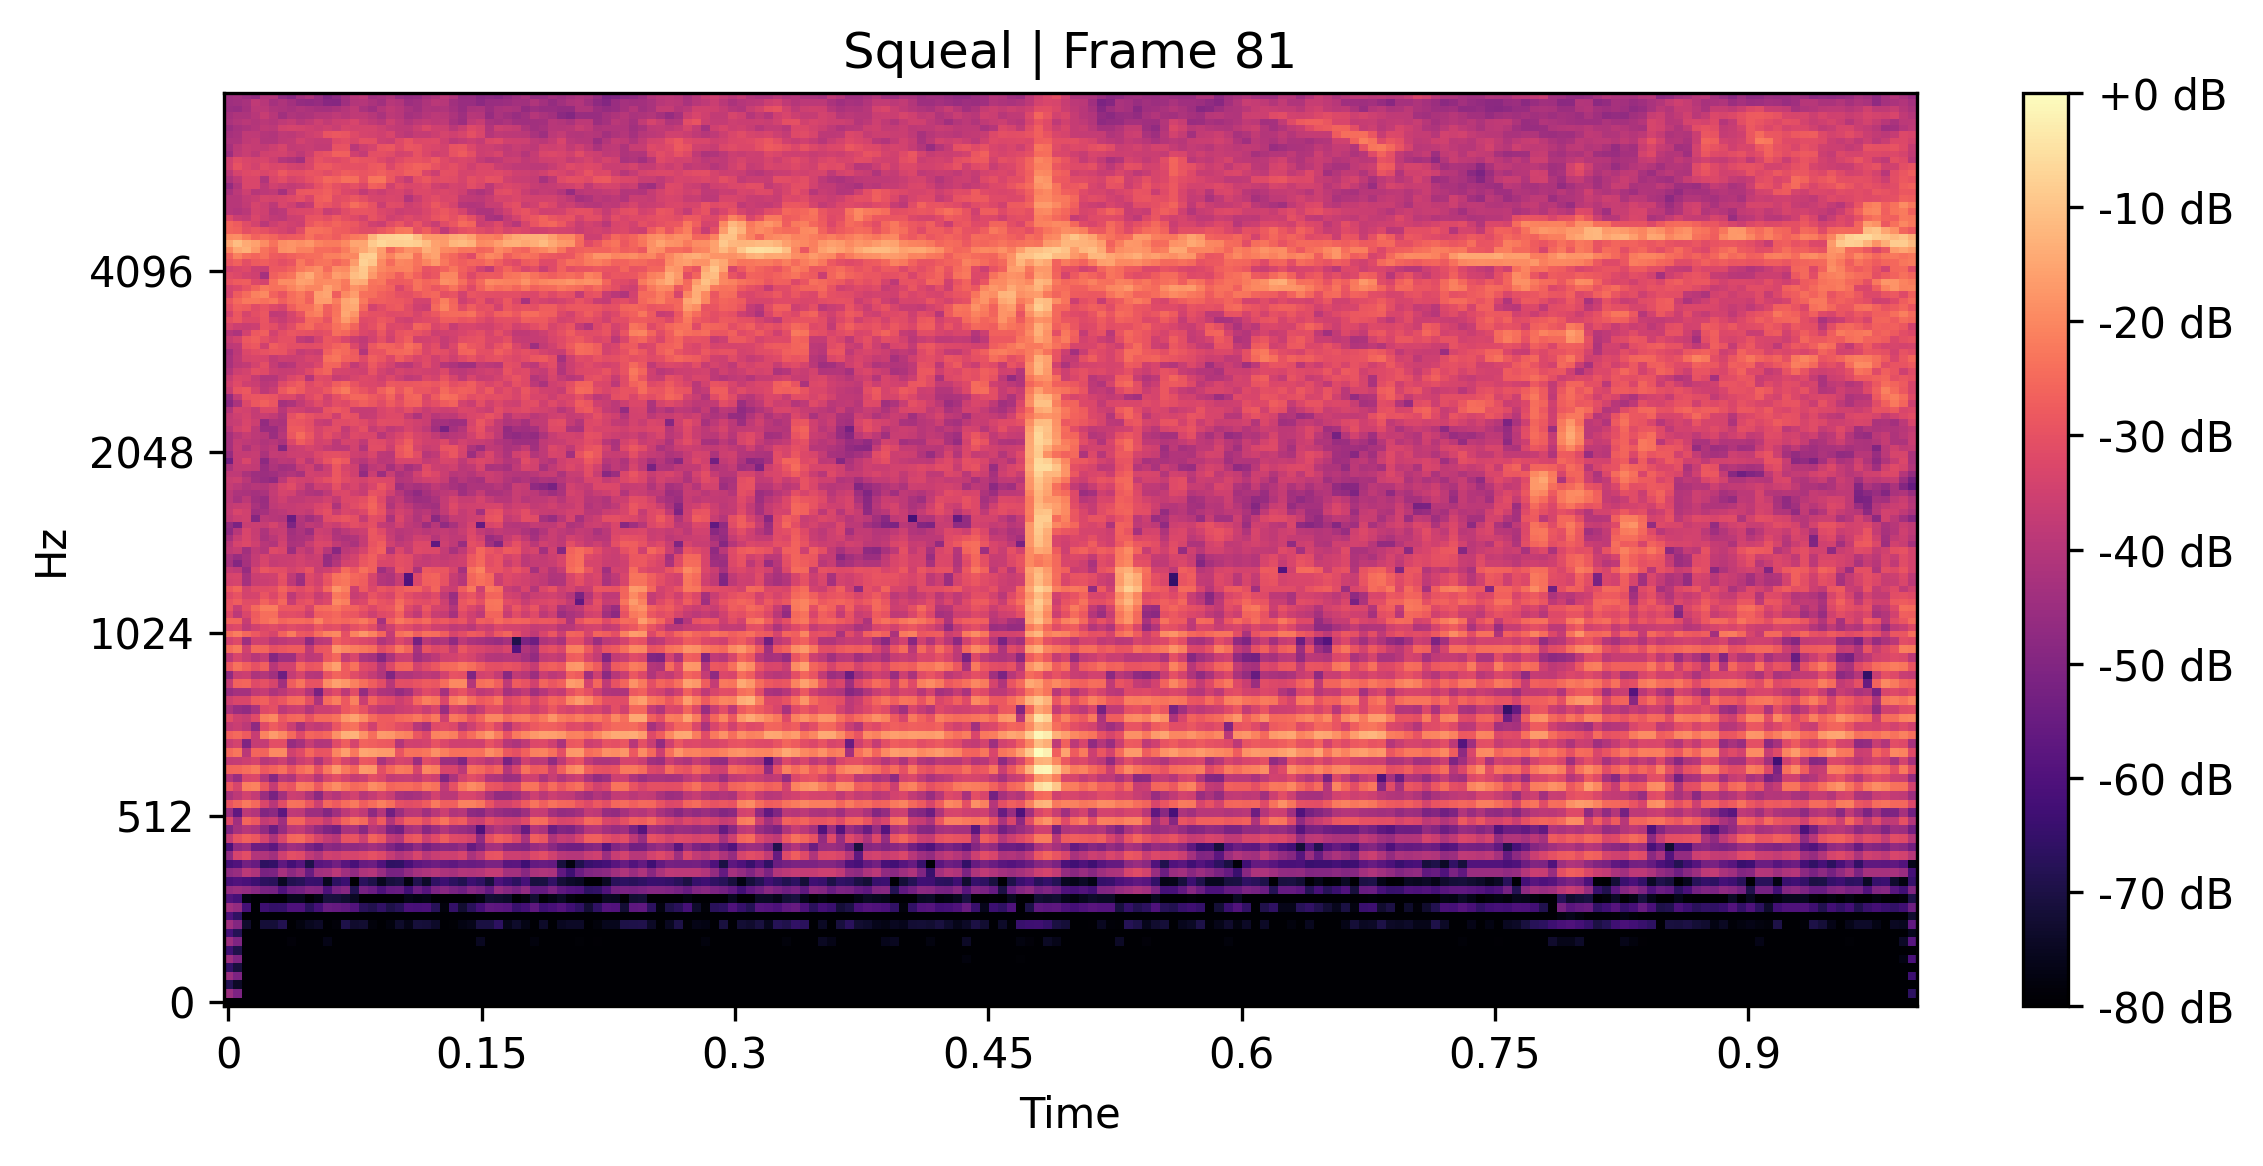 Squeal | Frame 81
+0 dB
-10 dB
-20 dB
-30 dB
-40 dB
-50 dB
-60 dB
-70 dB
-80 dB
Hz
4096
2048
1024
512
0
0 0.15 0.3 0.45 0.6 0.75 0.9
Time